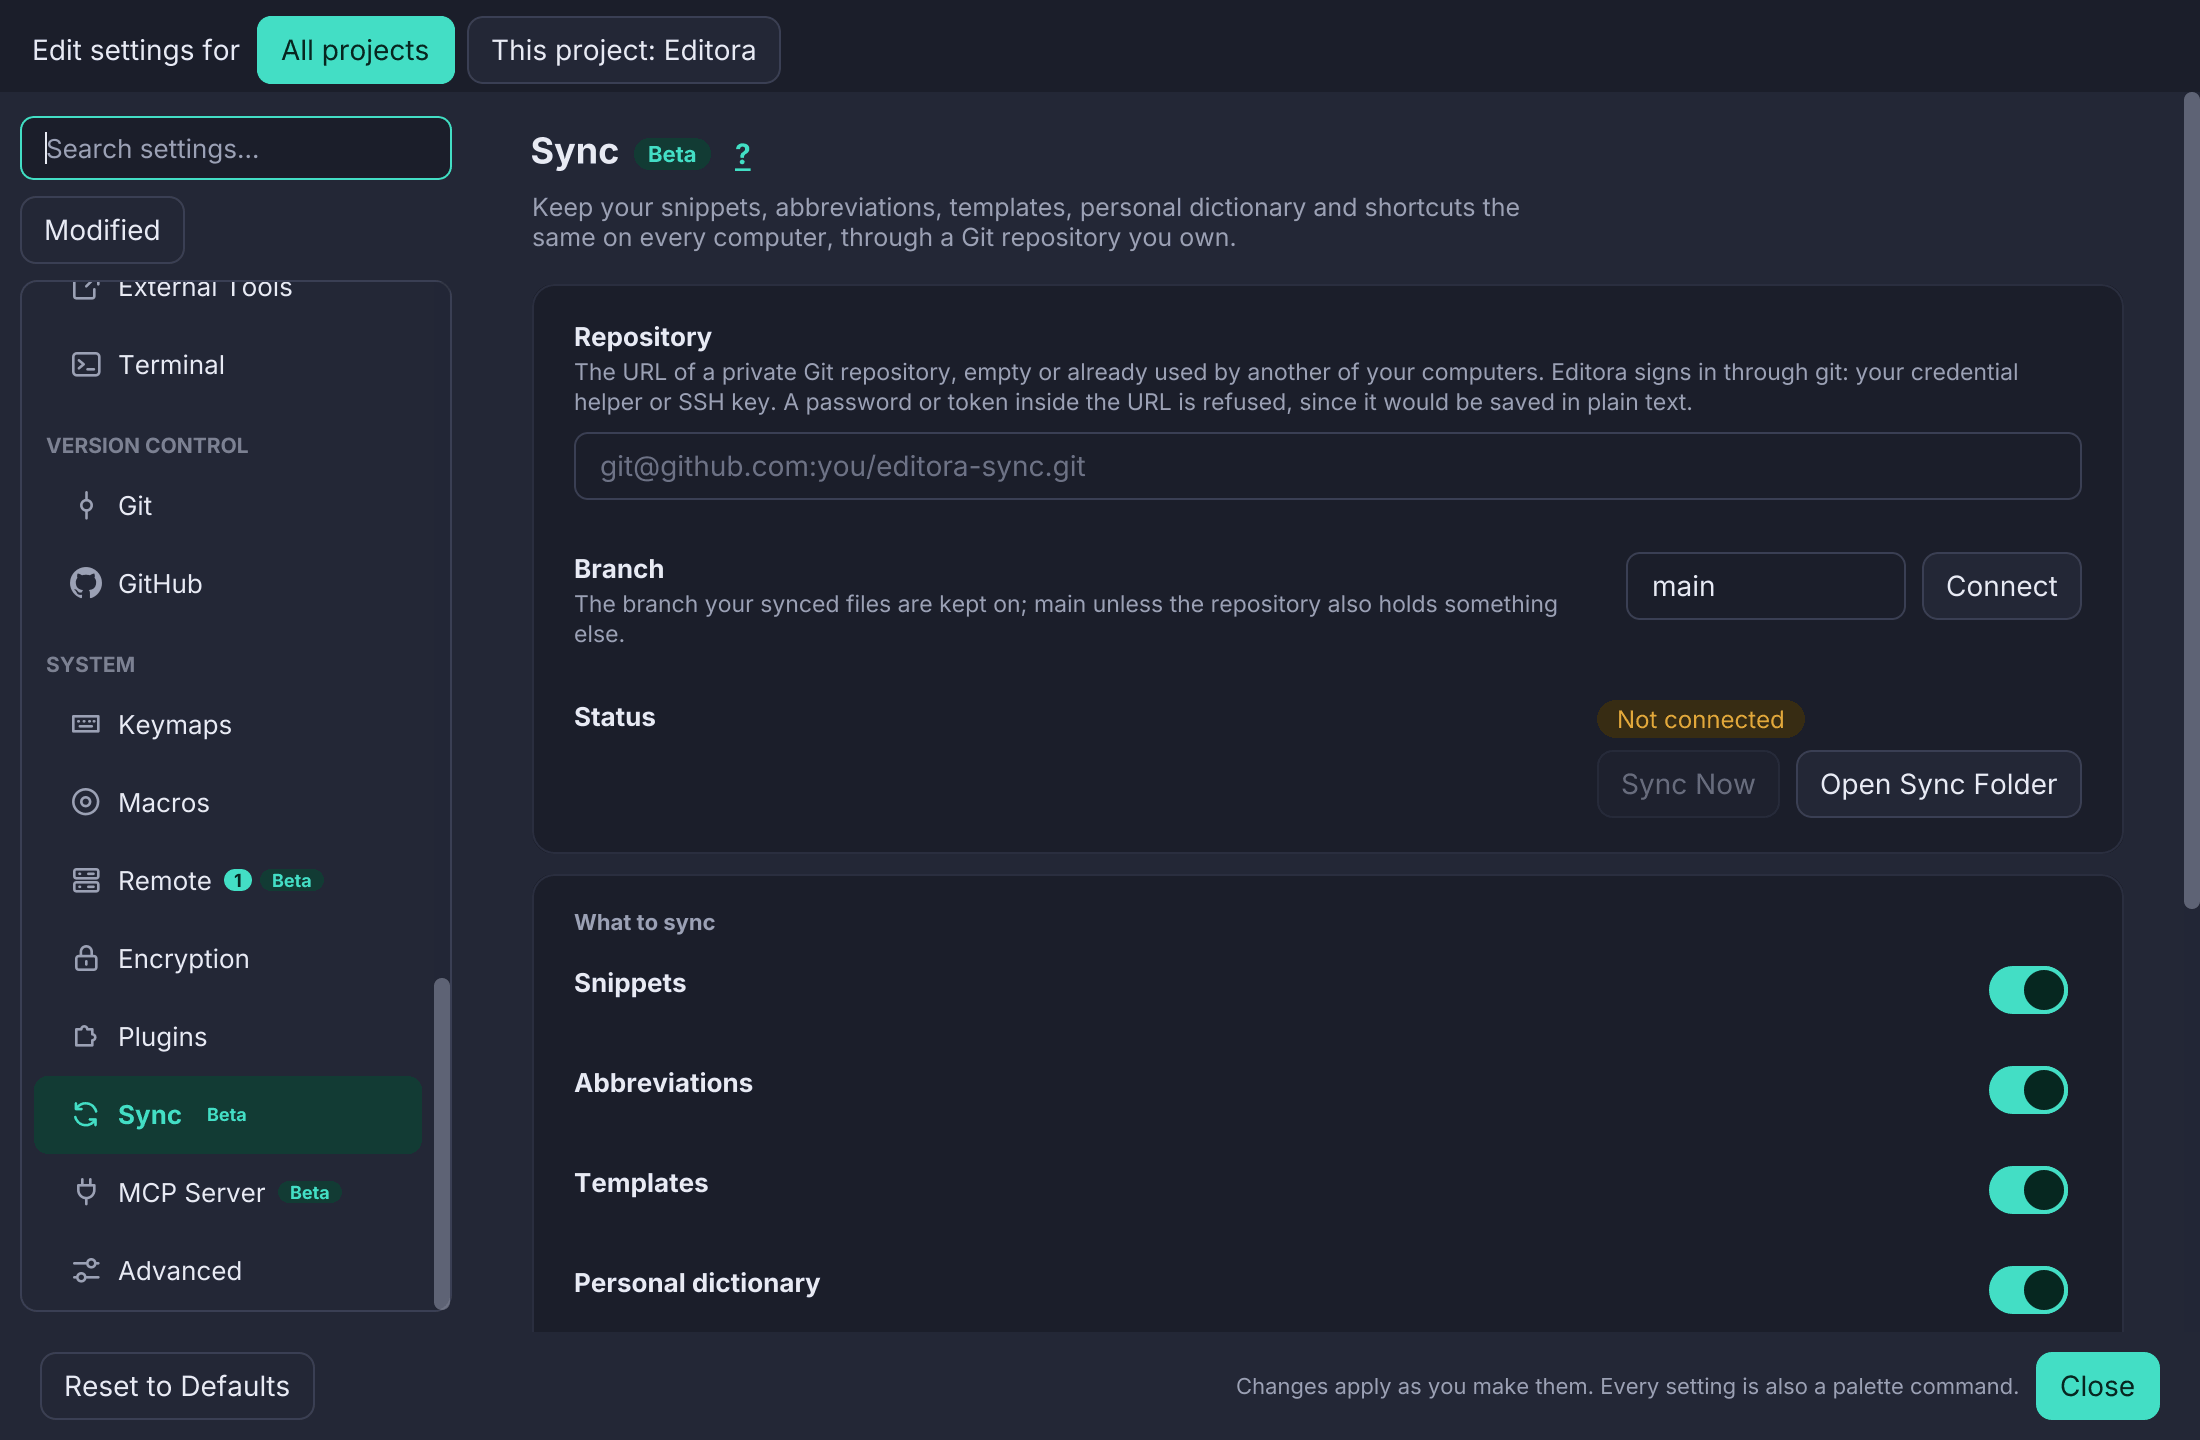 Edit settings for
All projects
This project: Editora
Search settings...
Modified
External Tools
Terminal
VERSION CONTROL
Git
GitHub
SYSTEM
Keymaps
Macros
Remote 1 Beta
Encryption
Plugins
Sync Beta
MCP Server Beta
Advanced
Reset to Defaults
Sync Beta ?
Keep your snippets, abbreviations, templates, personal dictionary and shortcuts the
same on every computer, through a Git repository you own.
Repository
The URL of a private Git repository, empty or already used by another of your computers. Editora signs in through git: your credential
helper or SSH key. A password or token inside the URL is refused, since it would be saved in plain text.
git@github.com:you/editora-sync.git
Branch
The branch your synced files are kept on; main unless the repository also holds something
else.
main
Connect
Status
Not connected
Sync Now
Open Sync Folder
What to sync
Snippets
Abbreviations
Templates
Personal dictionary
Changes apply as you make them. Every setting is also a palette command.
Close